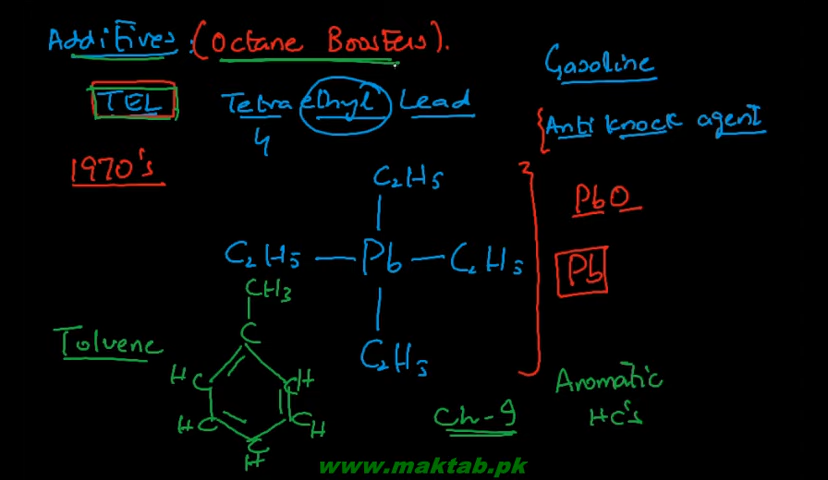 Additives: (Octane Boosters).
Gasoline
TEL Tetra ethyl Lead
4
{Anti knock agent
1970's
C2H5
C2H5 — Pb — C2H5
C2H5
PbO
Pb
Toluene
CH3
C
HC CH
HC CH
C
H
Aromatic
HC's
Ch-9
www.maktab.pk